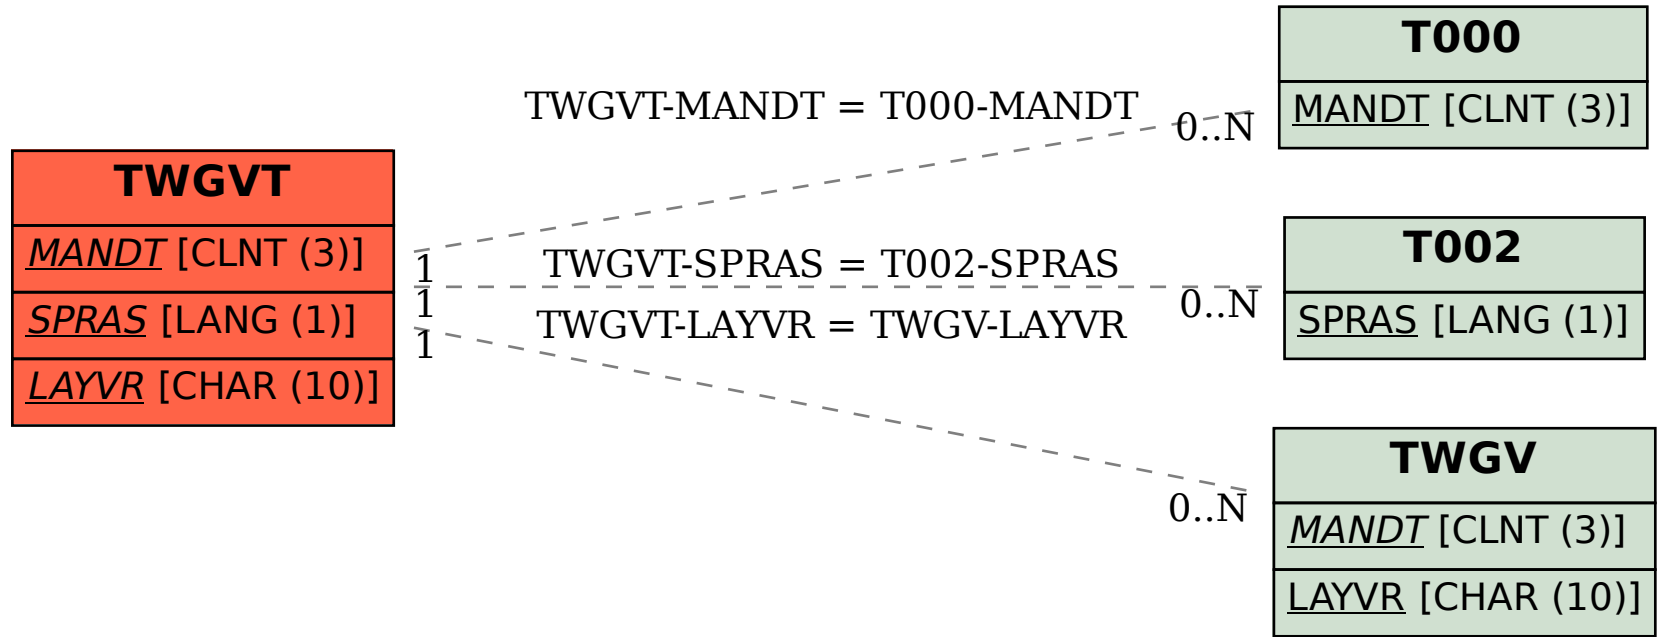 TWGVT
MANDT [CLNT (3)]
SPRAS [LANG (1)]
LAYVR [CHAR (10)]
TWGVT-MANDT = T000-MANDT
1
0..N
TWGVT-SPRAS = T002-SPRAS
1
0..N
TWGVT-LAYVR = TWGV-LAYVR
1
0..N
T000
MANDT [CLNT (3)]
T002
SPRAS [LANG (1)]
TWGV
MANDT [CLNT (3)]
LAYVR [CHAR (10)]